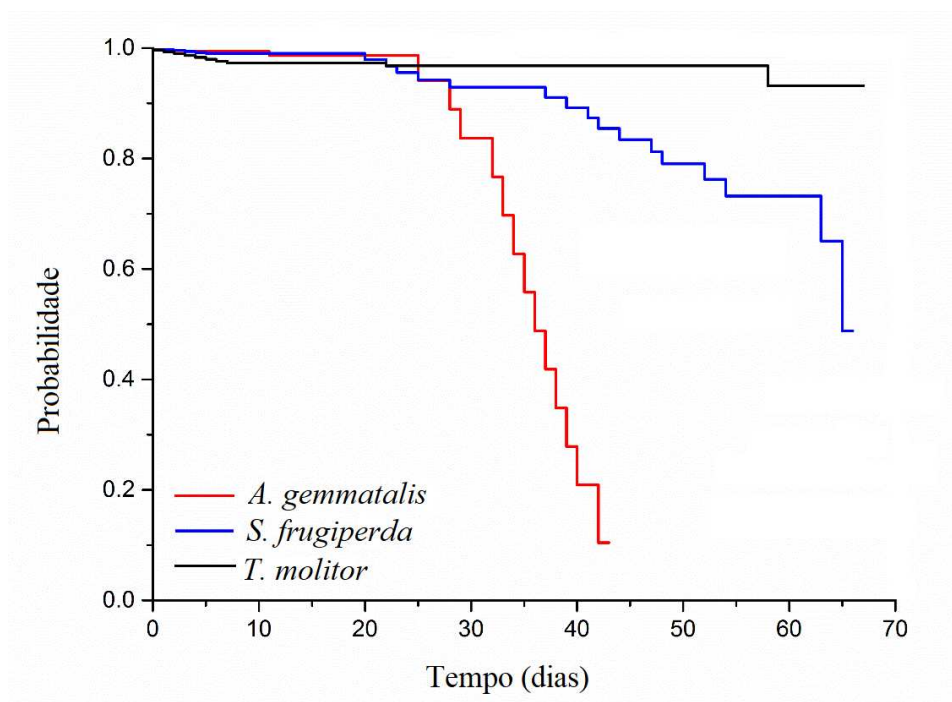 1.0
0.8
0.6
0.4
0.2
0.0
Probabilidade
A. gemmatalis
S. frugiperda
T. molitor
0 10 20 30 40 50 60 70
Tempo (dias)